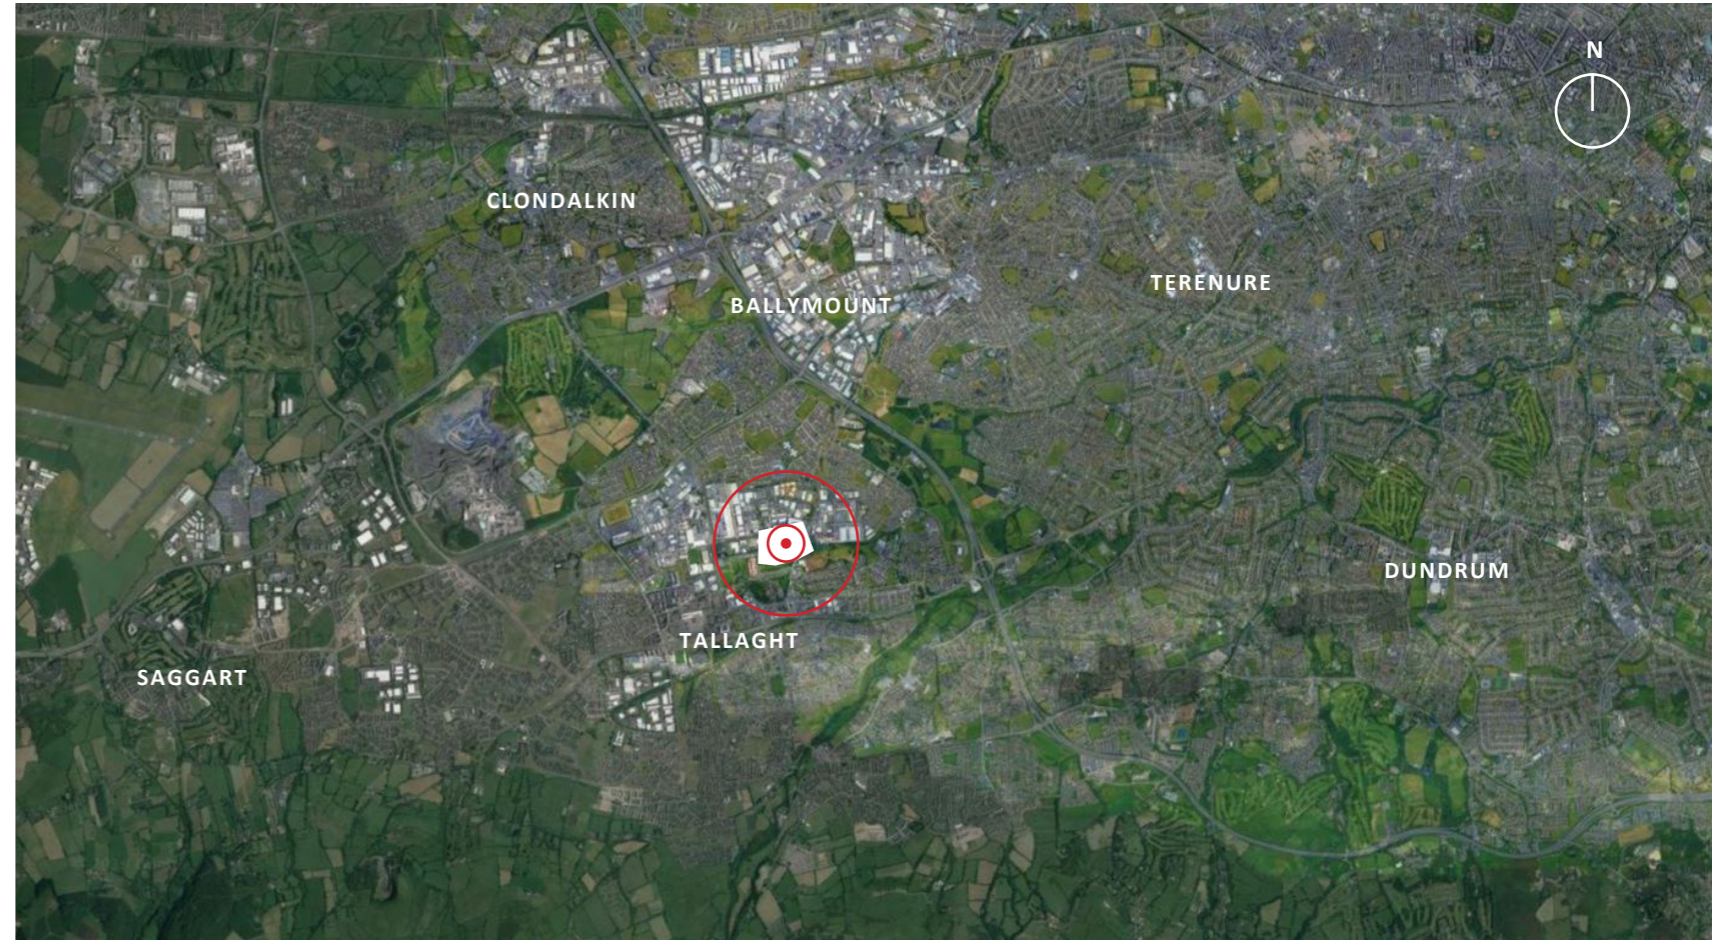 N
CLONDALKIN
TERENURE
BALLYMOUNT
DUNDRUM
TALLAGHT
SAGGART